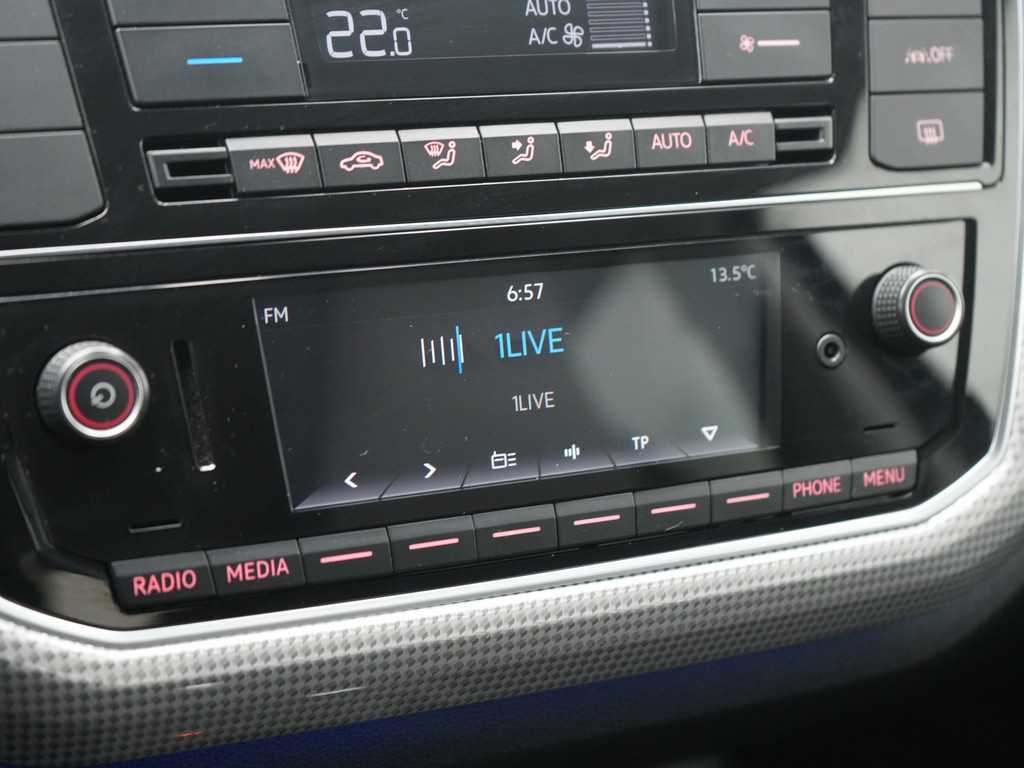 22.0 °C
AUTO
A/C
OFF
MAX
AUTO
A/C
FM
6:57
13.5°C
1LIVE
1LIVE
TP
RADIO
MEDIA
PHONE
MENU